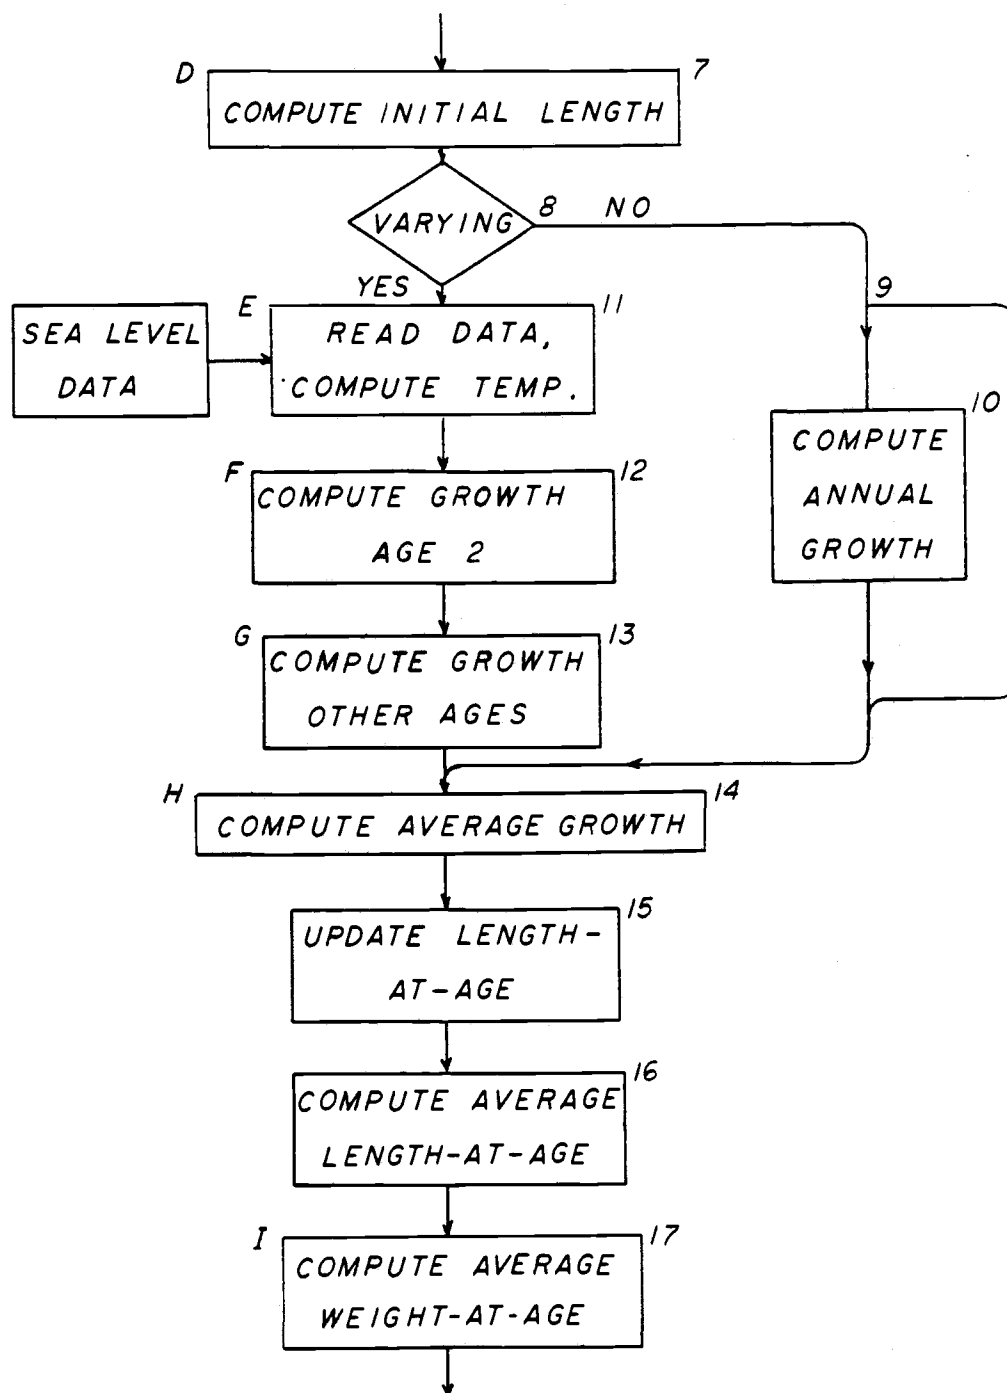 D 7
COMPUTE INITIAL LENGTH
VARYING 8 NO
YES
9
E 11
SEA LEVEL
DATA
READ DATA,
COMPUTE TEMP.
10
COMPUTE
ANNUAL
GROWTH
F 12
COMPUTE GROWTH
AGE 2
G 13
COMPUTE GROWTH
OTHER AGES
H 14
COMPUTE AVERAGE GROWTH
15
UPDATE LENGTH-
AT-AGE
16
COMPUTE AVERAGE
LENGTH-AT-AGE
I 17
COMPUTE AVERAGE
WEIGHT-AT-AGE